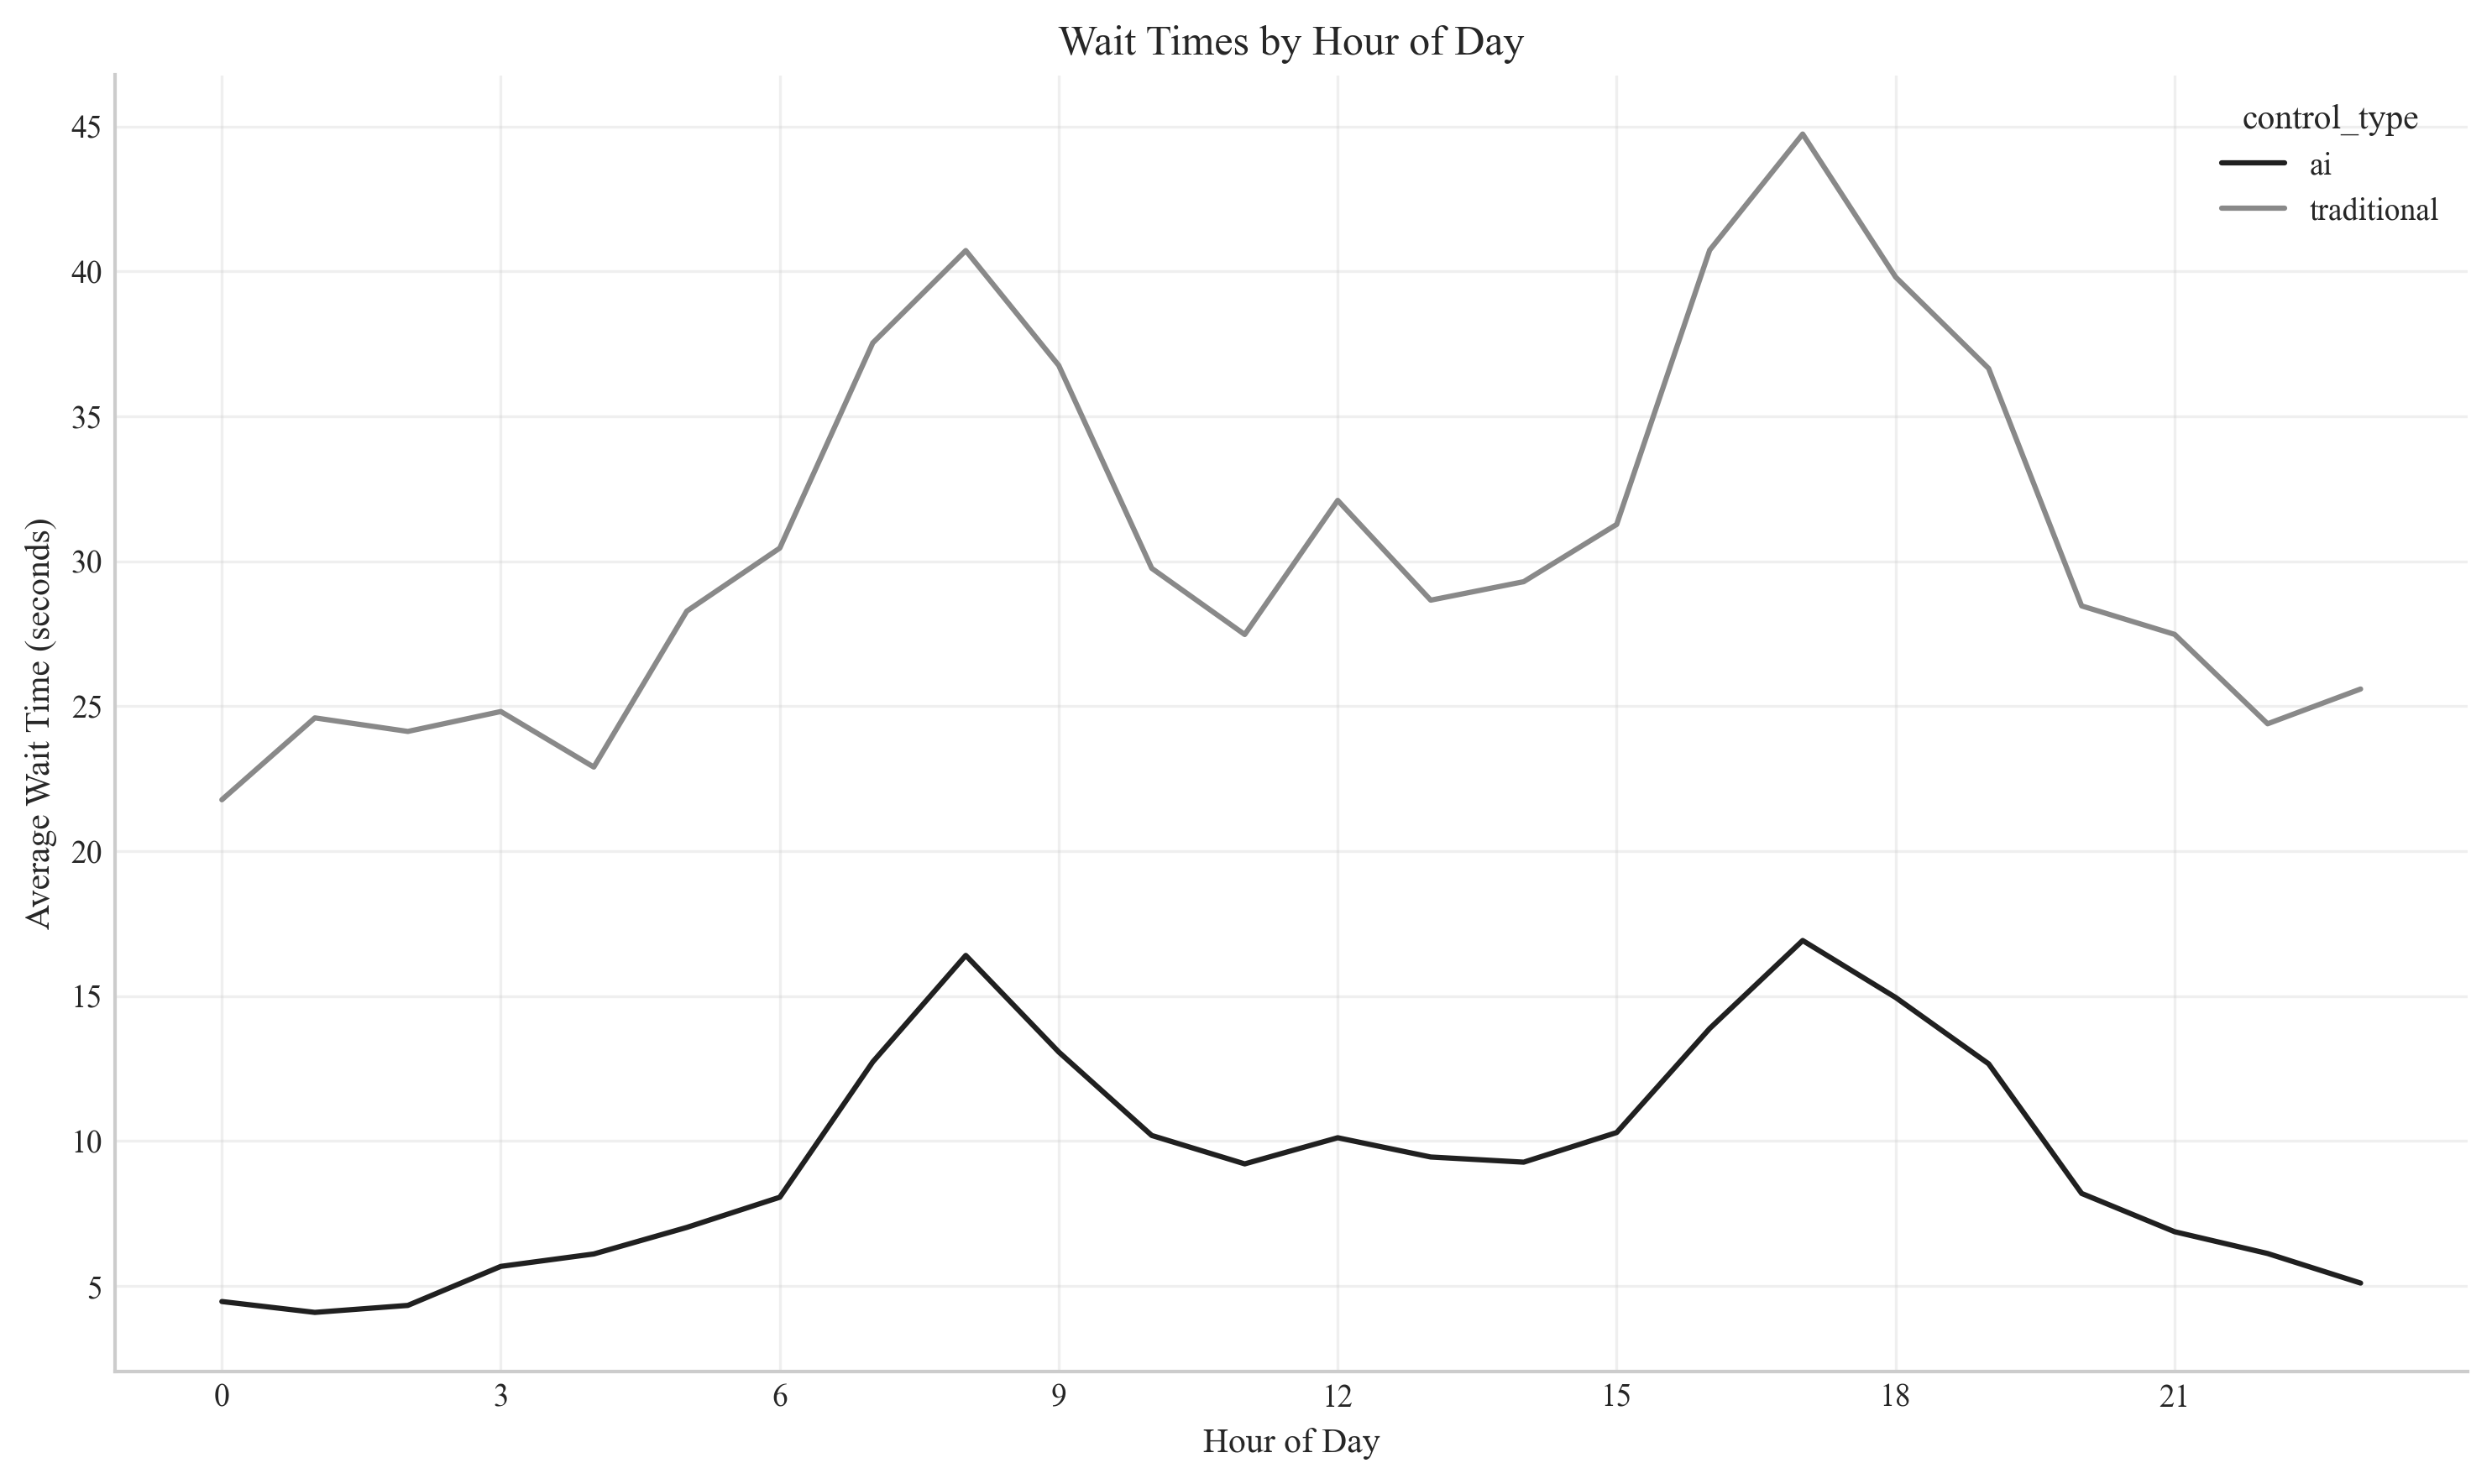 Wait Times by Hour of Day
control_type
ai
traditional
Average Wait Time (seconds)
45
40
35
30
25
20
15
10
5
0 3 6 9 12 15 18 21
Hour of Day